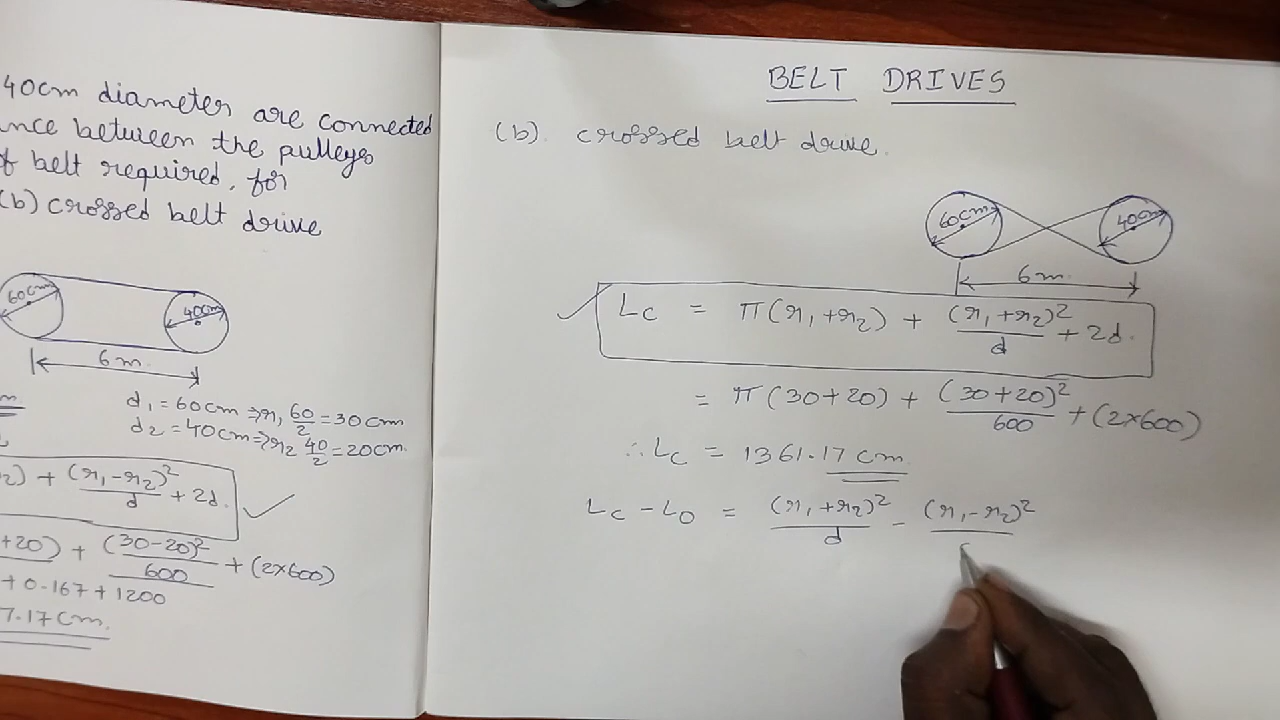 40cm diameter are connected
nce between the pulleys
of belt required, for
(b) crossed belt drive
60cm
40cm
6 m
d₁ = 60cm ⇒ r₁ 60/2 = 30cm
d₂ = 40cm ⇒ r₂ 40/2 = 20cm.
₂) + (r₁-r₂)²/d + 2d.
+20) + (30-20)²/600 + (2×600)
+ 0.167 + 1200
7.17 cm.
BELT DRIVES
(b). crossed belt drive.
60cm
40cm
6 m.
Lc = π(r₁+r₂) + (r₁+r₂)²/d + 2d.
= π(30+20) + (30+20)²/600 + (2×600)
∴ Lc = 1361.17 cm
Lc - Lo = (r₁+r₂)²/d - (r₁-r₂)²